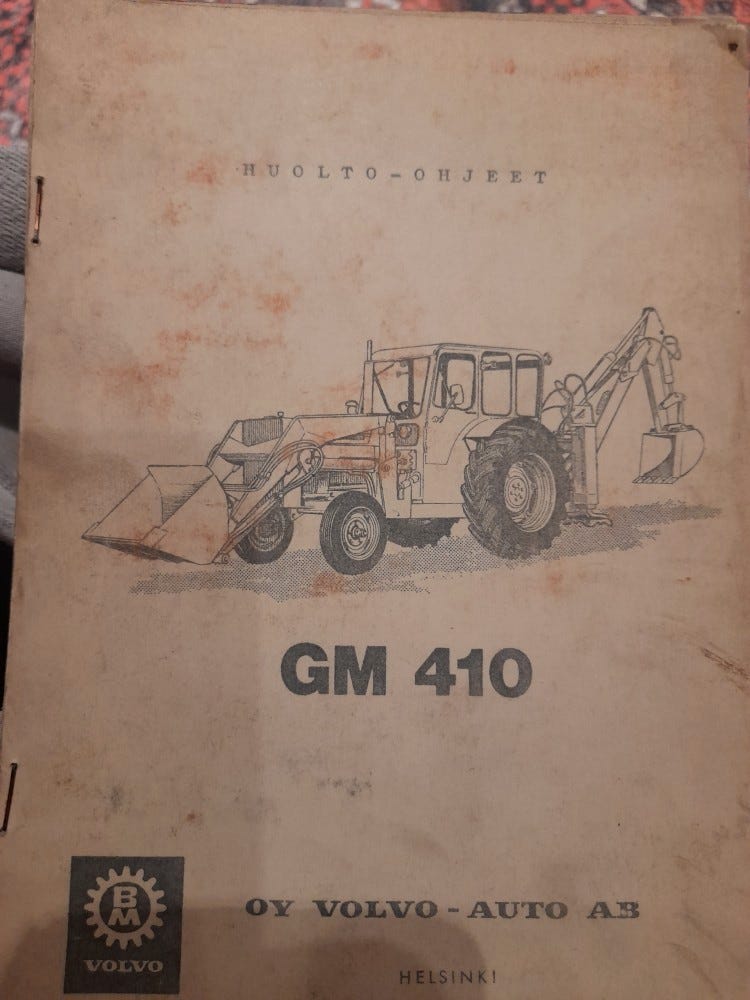 HUOLTO-OHJEET
GM 410
BM
VOLVO
OY VOLVO-AUTO AB
HELSINKI